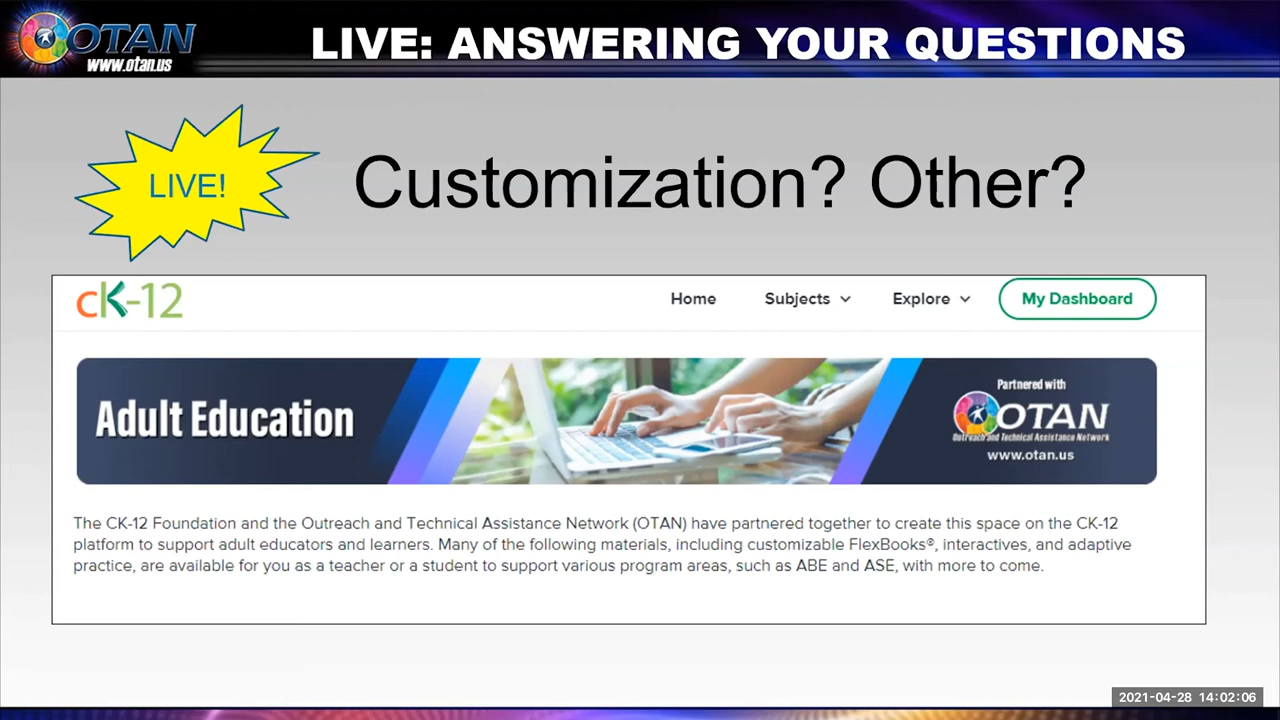 OTAN
www.otan.us
LIVE: ANSWERING YOUR QUESTIONS
LIVE!
Customization? Other?
cK-12
Home
Subjects
Explore
My Dashboard
Adult Education
Partnered with
OTAN
Outreach and Technical Assistance Network
www.otan.us
The CK-12 Foundation and the Outreach and Technical Assistance Network (OTAN) have partnered together to create this space on the CK-12
platform to support adult educators and learners. Many of the following materials, including customizable FlexBooks®, interactives, and adaptive
practice, are available for you as a teacher or a student to support various program areas, such as ABE and ASE, with more to come.
2021-04-28 14:02:06